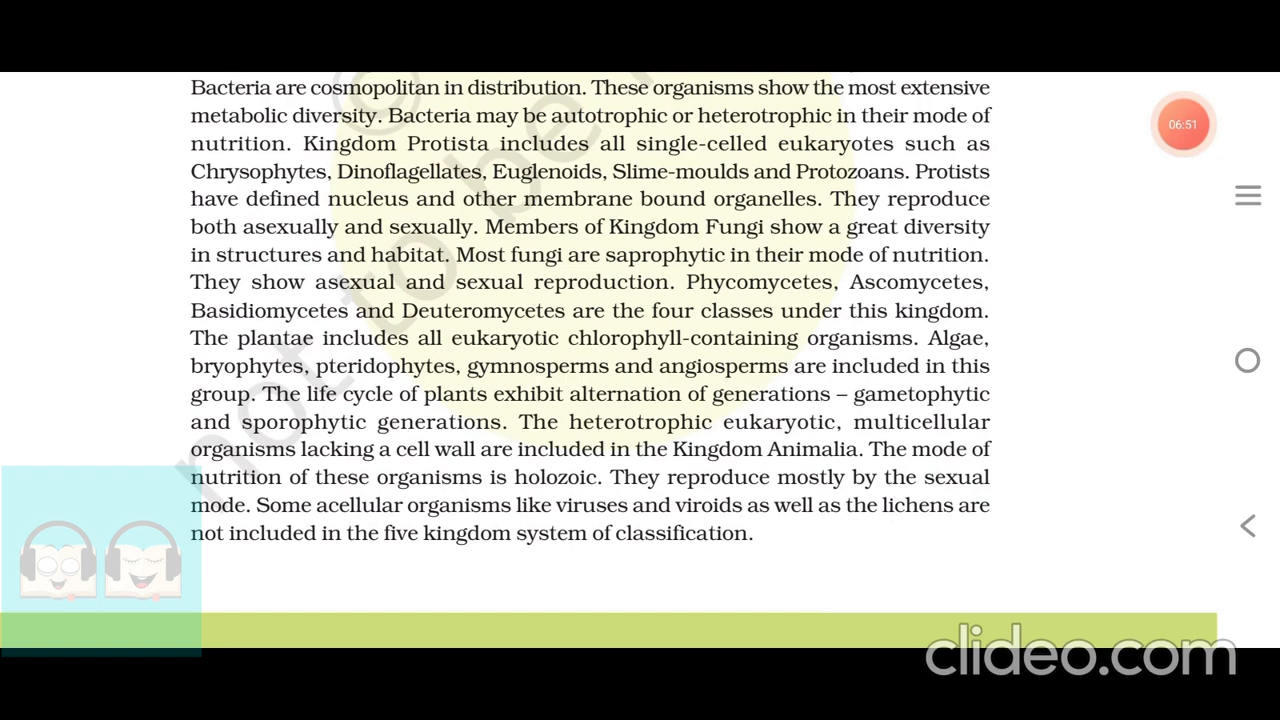 Bacteria are cosmopolitan in distribution. These organisms show the most extensive
metabolic diversity. Bacteria may be autotrophic or heterotrophic in their mode of
nutrition. Kingdom Protista includes all single-celled eukaryotes such as
Chrysophytes, Dinoflagellates, Euglenoids, Slime-moulds and Protozoans. Protists
have defined nucleus and other membrane bound organelles. They reproduce
both asexually and sexually. Members of Kingdom Fungi show a great diversity
in structures and habitat. Most fungi are saprophytic in their mode of nutrition.
They show asexual and sexual reproduction. Phycomycetes, Ascomycetes,
Basidiomycetes and Deuteromycetes are the four classes under this kingdom.
The plantae includes all eukaryotic chlorophyll-containing organisms. Algae,
bryophytes, pteridophytes, gymnosperms and angiosperms are included in this
group. The life cycle of plants exhibit alternation of generations – gametophytic
and sporophytic generations. The heterotrophic eukaryotic, multicellular
organisms lacking a cell wall are included in the Kingdom Animalia. The mode of
nutrition of these organisms is holozoic. They reproduce mostly by the sexual
mode. Some acellular organisms like viruses and viroids as well as the lichens are
not included in the five kingdom system of classification.
06:51
©
not to be
clideo.com